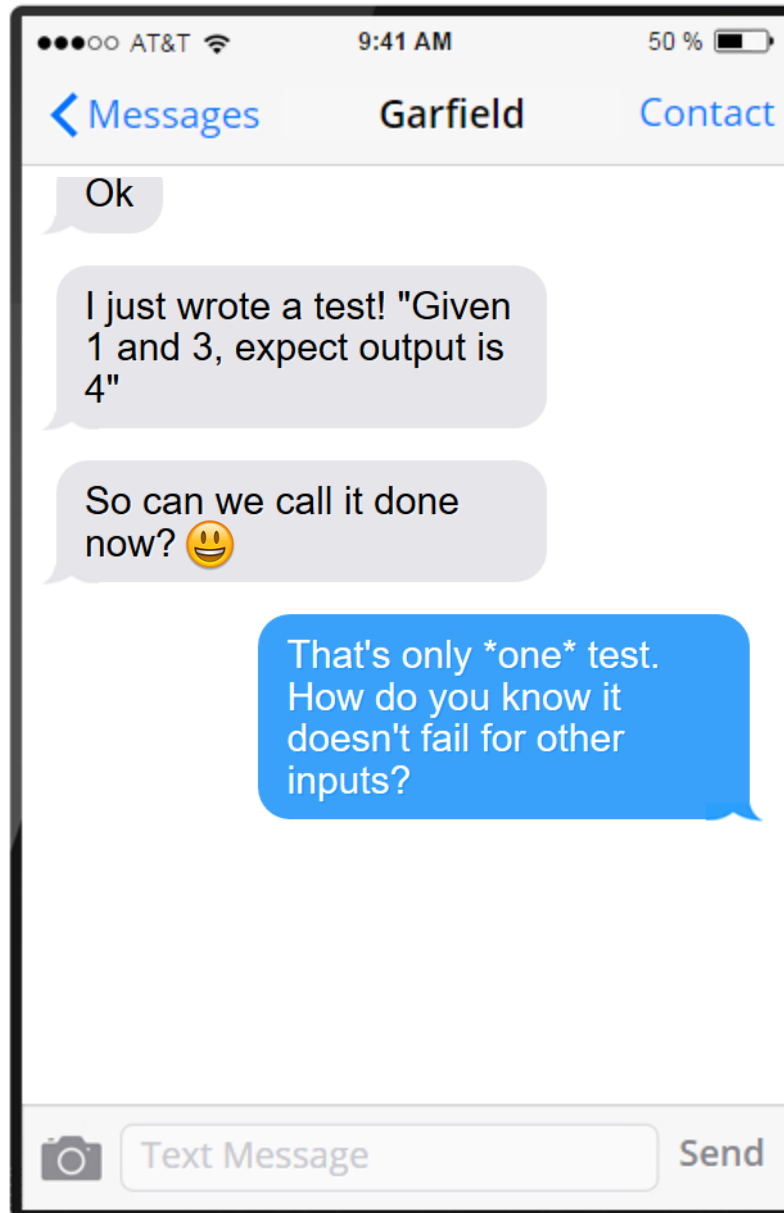 AT&T 9:41 AM 50 %
Messages Garfield Contact
Ok
I just wrote a test! "Given
1 and 3, expect output is
4"
So can we call it done
now? 😃
That's only *one* test.
How do you know it
doesn't fail for other
inputs?
Text Message Send